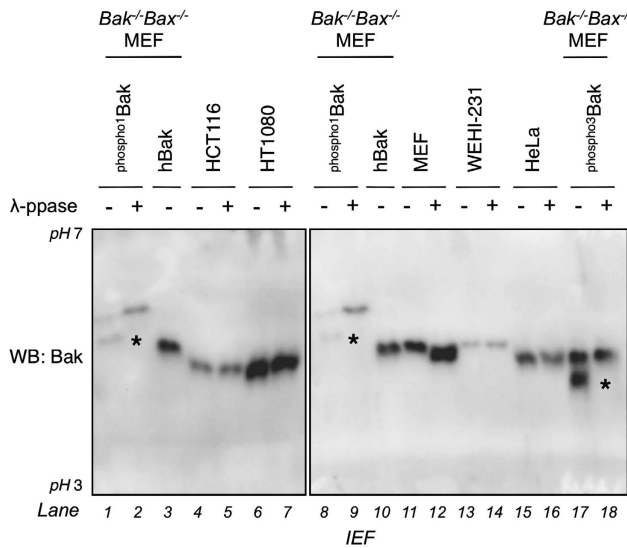 Bak-/-Bax-/- Bak-/-Bax-/- Bak-/-Bax-/-
MEF MEF MEF
phospho1Bak hBak HCT116 HT1080 phospho1Bak hBak MEF WEHI-231 HeLa phospho3Bak
λ-ppase - + - - + - + - + - - + - + - + - +
pH 7
* * *
WB: Bak
pH 3
Lane 1 2 3 4 5 6 7 8 9 10 11 12 13 14 15 16 17 18
IEF